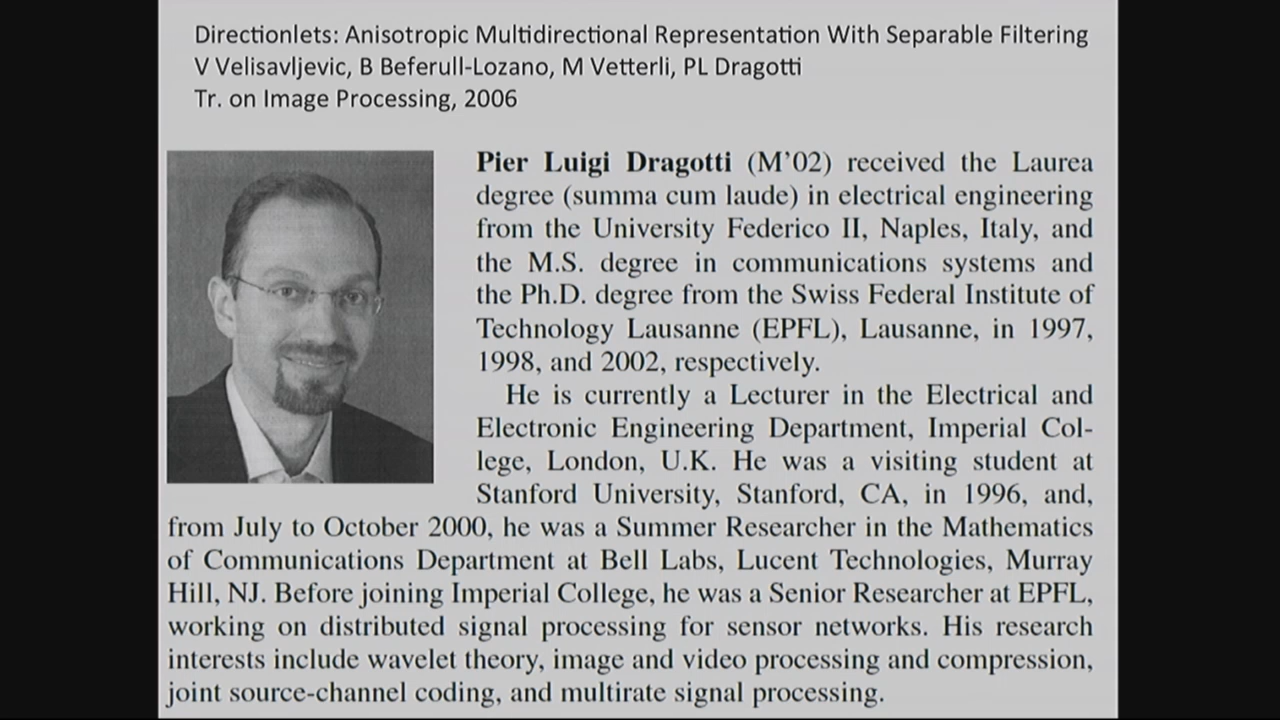 Directionlets: Anisotropic Multidirectional Representation With Separable Filtering
V Velisavljevic, B Beferull-Lozano, M Vetterli, PL Dragotti
Tr. on Image Processing, 2006
Pier Luigi Dragotti (M’02) received the Laurea
degree (summa cum laude) in electrical engineering
from the University Federico II, Naples, Italy, and
the M.S. degree in communications systems and
the Ph.D. degree from the Swiss Federal Institute of
Technology Lausanne (EPFL), Lausanne, in 1997,
1998, and 2002, respectively.
He is currently a Lecturer in the Electrical and
Electronic Engineering Department, Imperial Col-
lege, London, U.K. He was a visiting student at
Stanford University, Stanford, CA, in 1996, and,
from July to October 2000, he was a Summer Researcher in the Mathematics
of Communications Department at Bell Labs, Lucent Technologies, Murray
Hill, NJ. Before joining Imperial College, he was a Senior Researcher at EPFL,
working on distributed signal processing for sensor networks. His research
interests include wavelet theory, image and video processing and compression,
joint source-channel coding, and multirate signal processing.